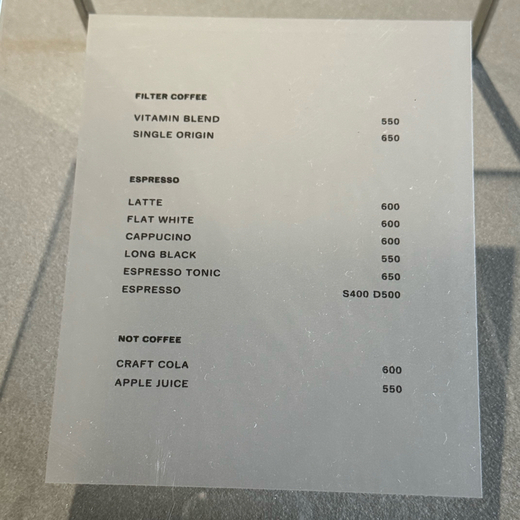 FILTER COFFEE
VITAMIN BLEND 550
SINGLE ORIGIN 650
ESPRESSO
LATTE 600
FLAT WHITE 600
CAPPUCINO 600
LONG BLACK 550
ESPRESSO TONIC 650
ESPRESSO S400 D500
NOT COFFEE
CRAFT COLA 600
APPLE JUICE 550